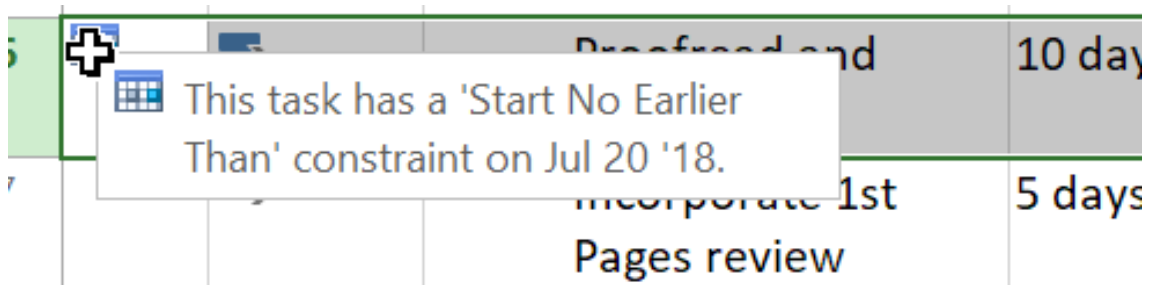 Proofread and
10 day
This task has a 'Start No Earlier
Than' constraint on Jul 20 '18.
Incorporate 1st
5 days
Pages review